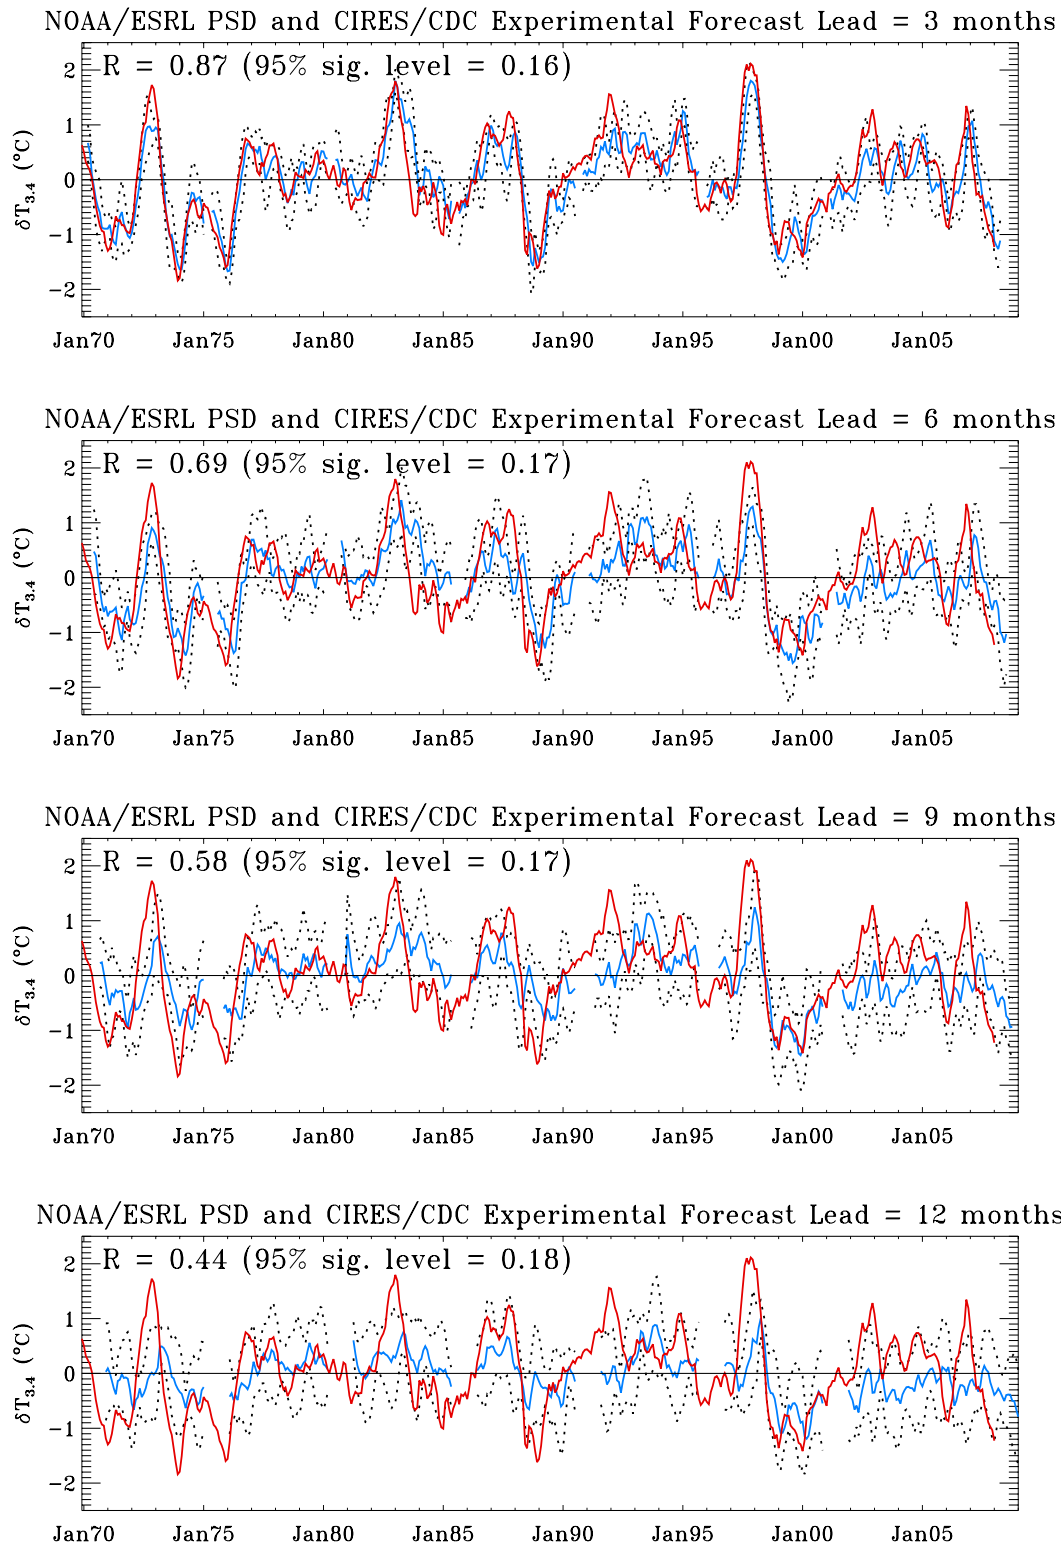 NOAA/ESRL PSD and CIRES/CDC Experimental Forecast Lead = 3 months
R = 0.87 (95% sig. level = 0.16)
2
1
0
−1
−2
δT3.4 (°C)
Jan70 Jan75 Jan80 Jan85 Jan90 Jan95 Jan00 Jan05
NOAA/ESRL PSD and CIRES/CDC Experimental Forecast Lead = 6 months
R = 0.69 (95% sig. level = 0.17)
2
1
0
−1
−2
δT3.4 (°C)
Jan70 Jan75 Jan80 Jan85 Jan90 Jan95 Jan00 Jan05
NOAA/ESRL PSD and CIRES/CDC Experimental Forecast Lead = 9 months
R = 0.58 (95% sig. level = 0.17)
2
1
0
−1
−2
δT3.4 (°C)
Jan70 Jan75 Jan80 Jan85 Jan90 Jan95 Jan00 Jan05
NOAA/ESRL PSD and CIRES/CDC Experimental Forecast Lead = 12 months
R = 0.44 (95% sig. level = 0.18)
2
1
0
−1
−2
δT3.4 (°C)
Jan70 Jan75 Jan80 Jan85 Jan90 Jan95 Jan00 Jan05